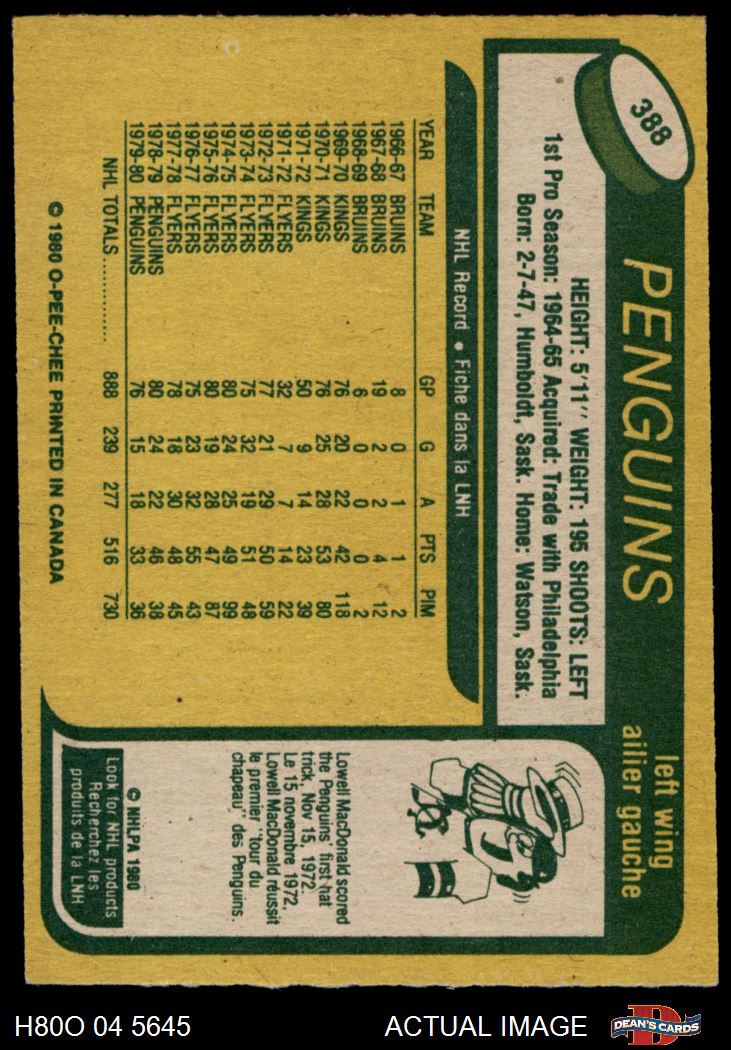 388
PENGUINS
left wing
ailier gauche
HEIGHT: 5'11" WEIGHT: 195 SHOOTS: LEFT
1st Pro Season: 1964-65 Acquired: Trade with Philadelphia
Born: 2-7-47, Humboldt, Sask. Home: Watson, Sask.
NHL Record • Fiche dans la LNH
YEAR TEAM GP G A PTS PIM
1966-67 BRUINS 8 0 1 1 2
1967-68 BRUINS 19 2 2 4 12
1968-69 BRUINS 6 0 0 0 2
1969-70 KINGS 76 20 22 42 118
1970-71 KINGS 76 25 28 53 80
1971-72 KINGS 50 9 14 23 39
1971-72 FLYERS 32 7 7 14 22
1972-73 FLYERS 77 21 29 50 59
1973-74 FLYERS 75 32 19 51 48
1974-75 FLYERS 80 24 25 49 99
1975-76 FLYERS 80 19 28 47 87
1976-77 FLYERS 75 23 32 55 43
1977-78 FLYERS 78 18 30 48 45
1978-79 PENGUINS 80 24 22 46 38
1979-80 PENGUINS 76 15 18 33 36
NHL TOTALS.............. 888 239 277 516 730
© 1980 O-PEE-CHEE PRINTED IN CANADA
Lowell MacDonald scored
the Penguins' first hat
trick, Nov 15, 1972.
Le 15 novembre 1972,
Lowell MacDonald réussit
le premier "tour du
chapeau" des Penguins.
© NHLPA 1980
Look for NHL products
Recherchez les
produits de la LNH
H80O 04 5645
ACTUAL IMAGE
D
DEAN'S CARDS